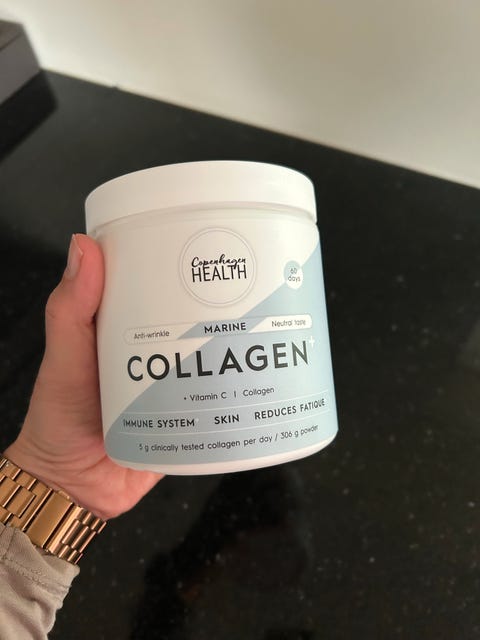 Copenhagen
HEALTH
60
days
Anti-wrinkle
MARINE
Neutral taste
COLLAGEN+
+ Vitamin C | Collagen
IMMUNE SYSTEM SKIN REDUCES FATIQUE
5 g clinically tested collagen per day / 306 g powder